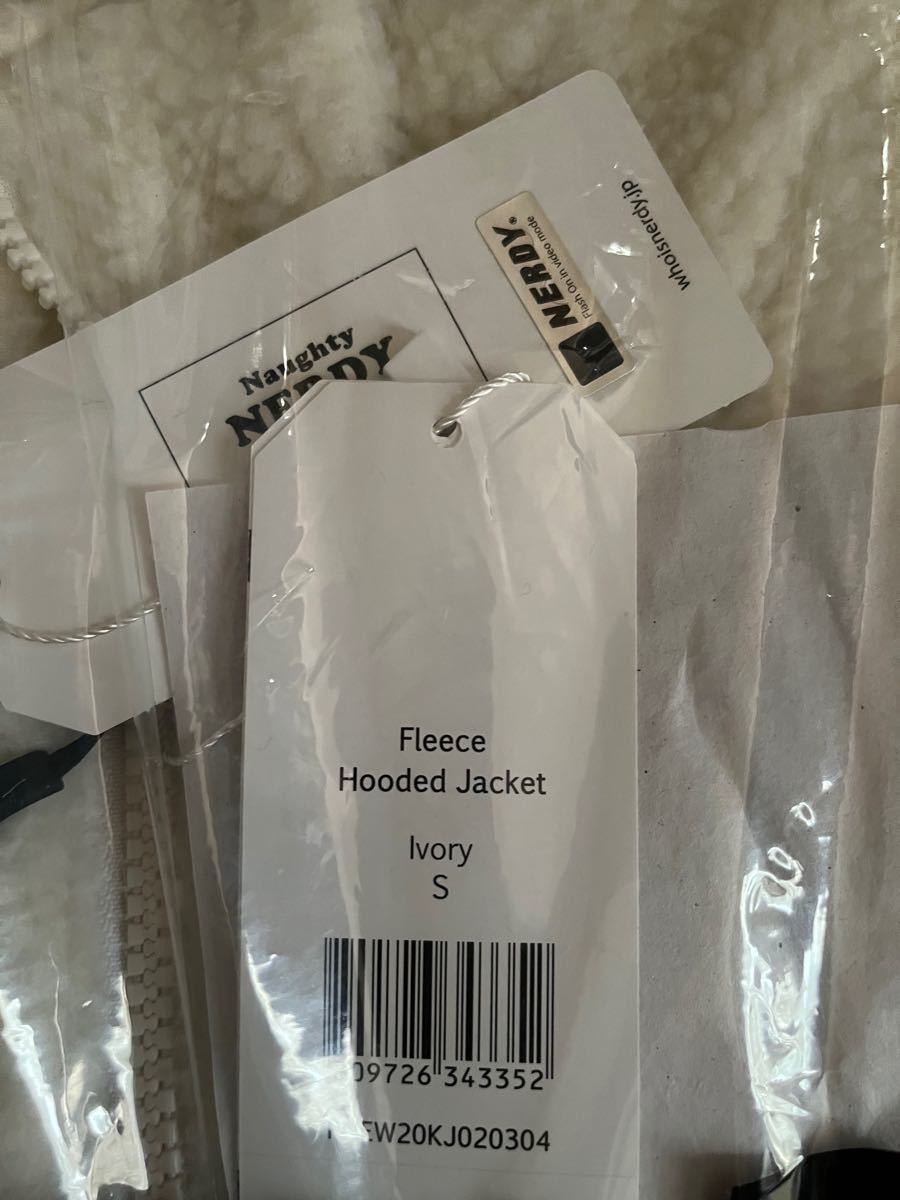 whoisnerdy.jp
NERDY®
Flash On in video mode
Naughty
NERDY
Fleece
Hooded Jacket
Ivory
S
09726 343352
EW20KJ020304